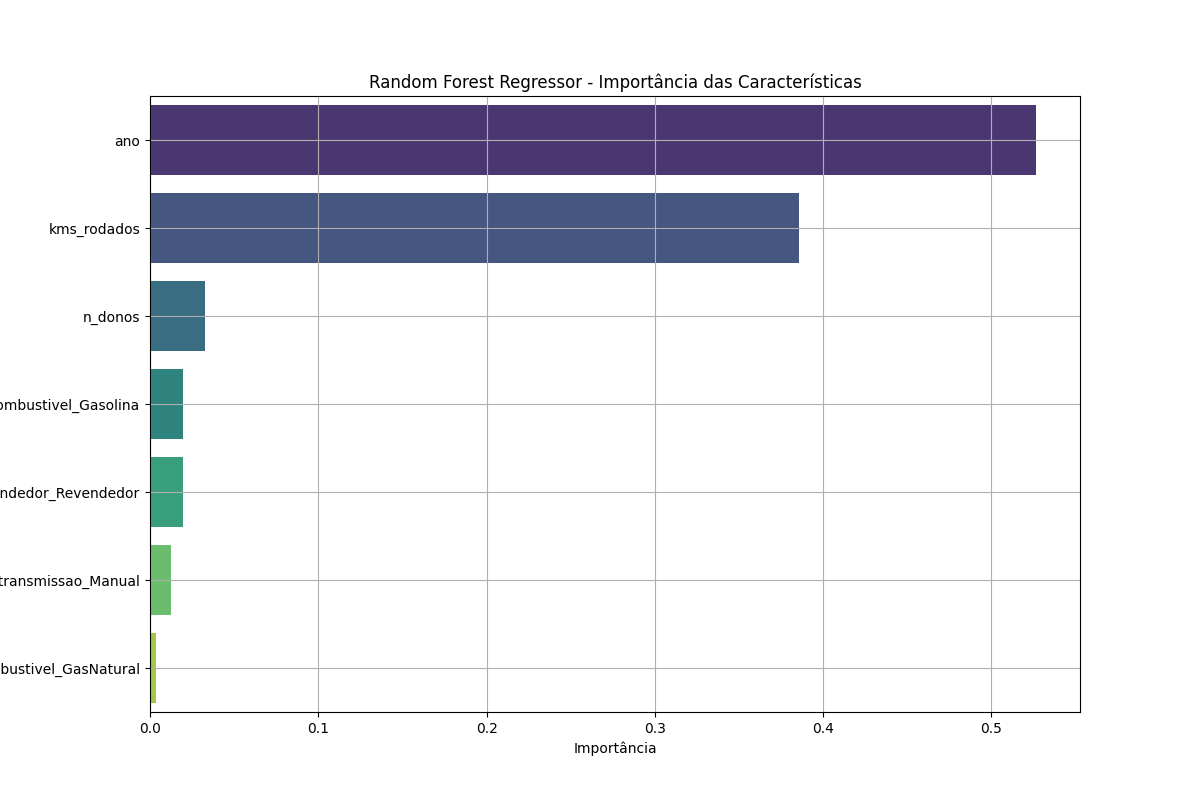 Random Forest Regressor - Importância das Características
ano
kms_rodados
n_donos
ombustivel_Gasolina
ndedor_Revendedor
transmissao_Manual
bustivel_GasNatural
0.0 0.1 0.2 0.3 0.4 0.5
Importância